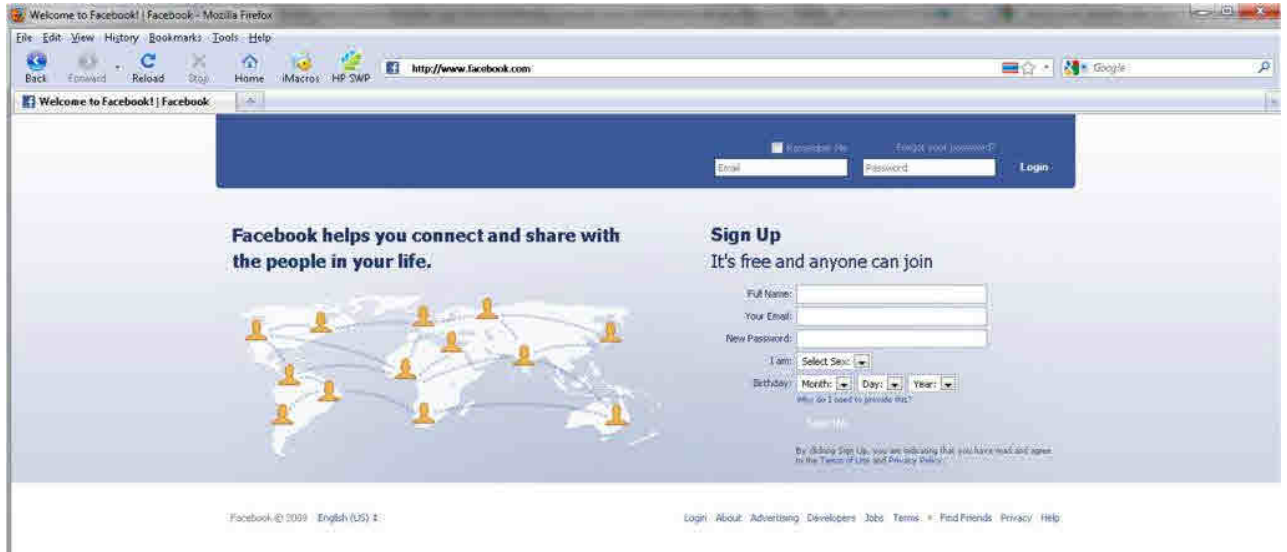 Welcome to Facebook! | Facebook - Mozilla Firefox
File Edit View History Bookmarks Tools Help
Back Forward Reload Stop Home iMacros HP SWP http://www.facebook.com Google
Welcome to Facebook! | Facebook
Remember Me Forgot your password?
Email Password Login
Facebook helps you connect and share with
the people in your life.
Sign Up
It's free and anyone can join
Full Name:
Your Email:
New Password:
I am: Select Sex:
Birthday: Month: Day: Year:
Why do I need to provide this?
Sign Up
By clicking Sign Up, you are indicating that you have read and agree
to the Terms of Use and Privacy Policy
Facebook © 2009 English (US)
Login About Advertising Developers Jobs Terms Find Friends Privacy Help